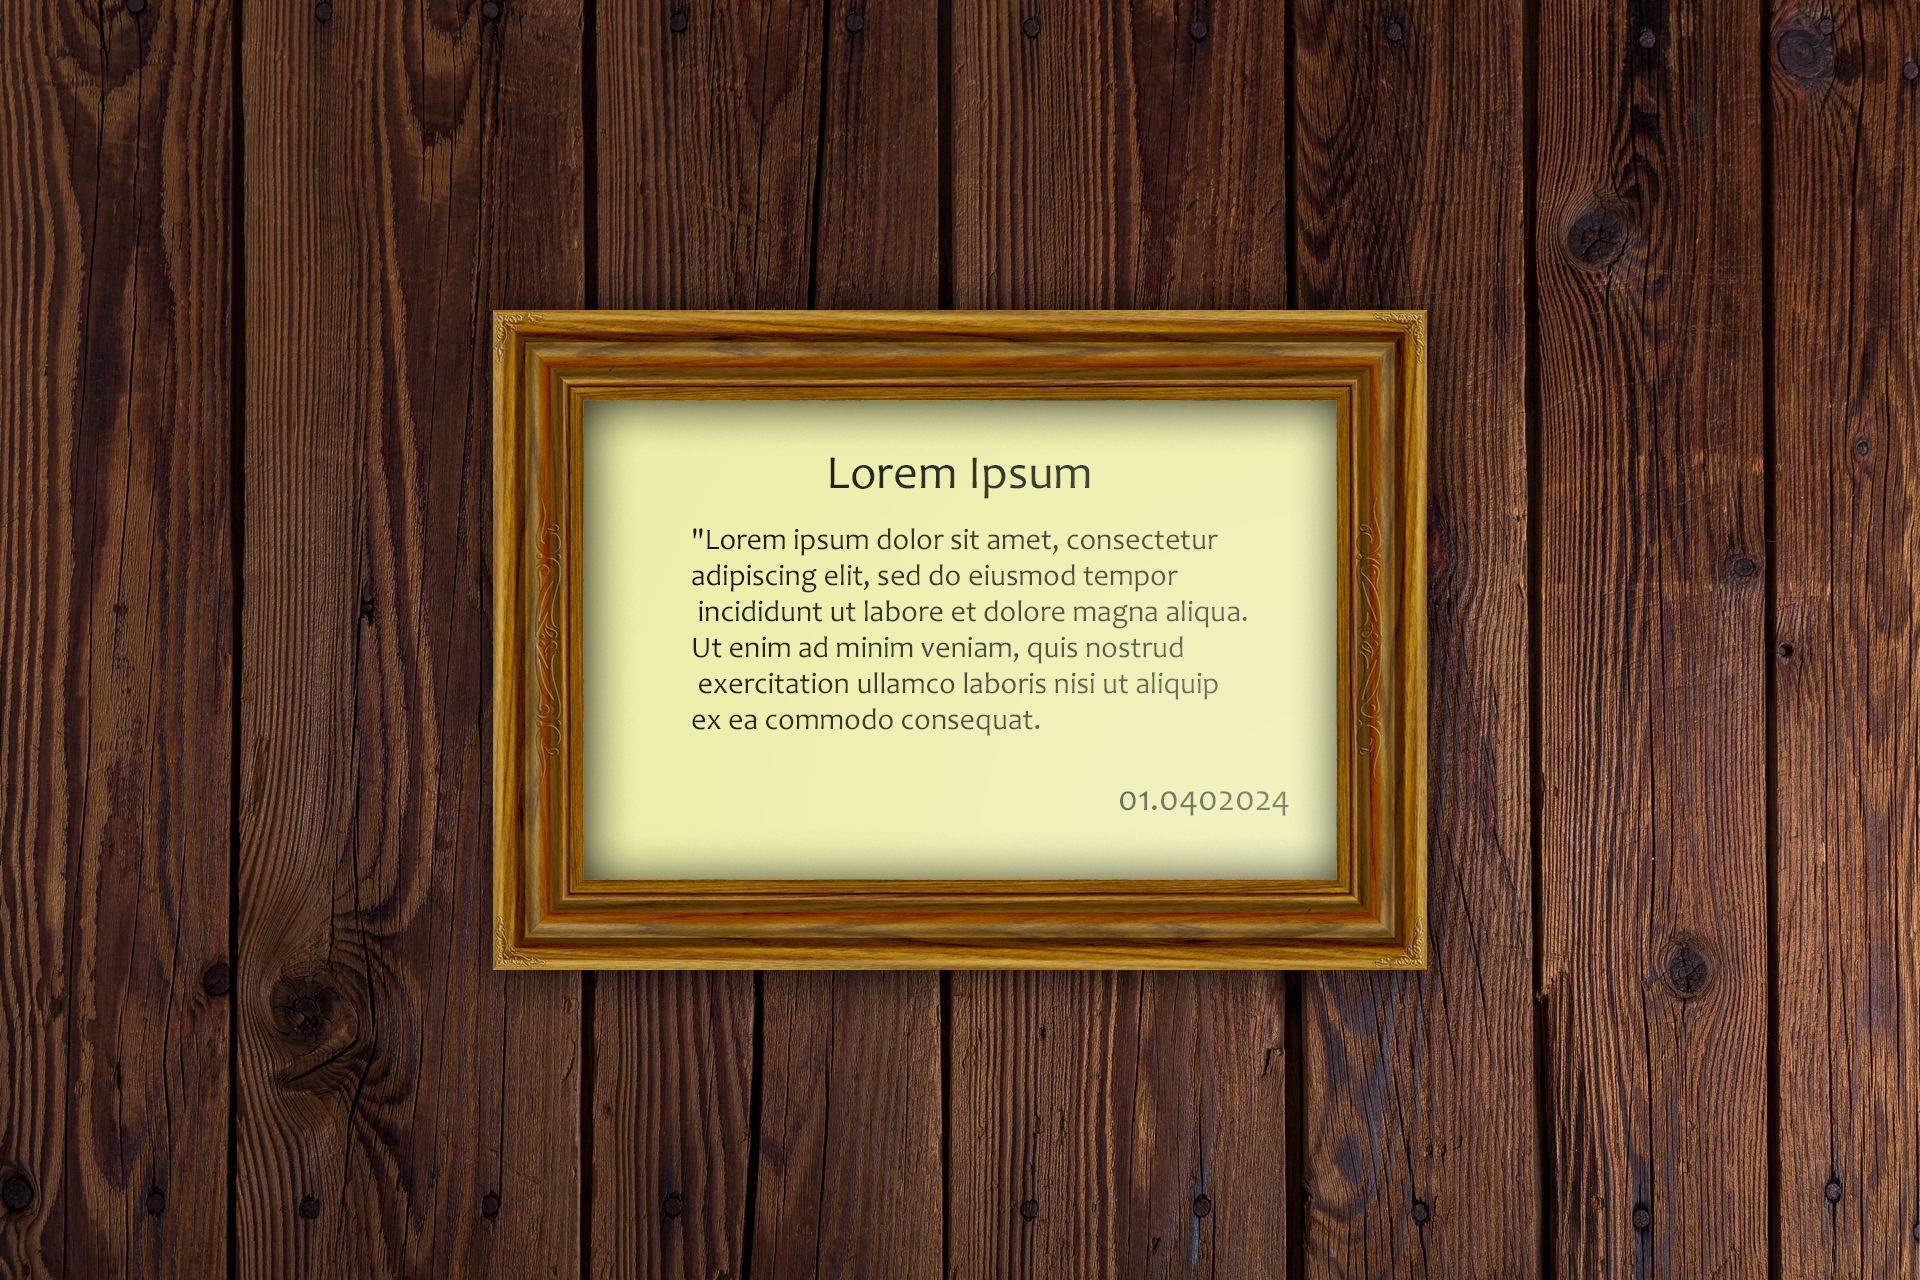 Lorem Ipsum
"Lorem ipsum dolor sit amet, consectetur
adipiscing elit, sed do eiusmod tempor
incididunt ut labore et dolore magna aliqua.
Ut enim ad minim veniam, quis nostrud
exercitation ullamco laboris nisi ut aliquip
ex ea commodo consequat.
01.0402024